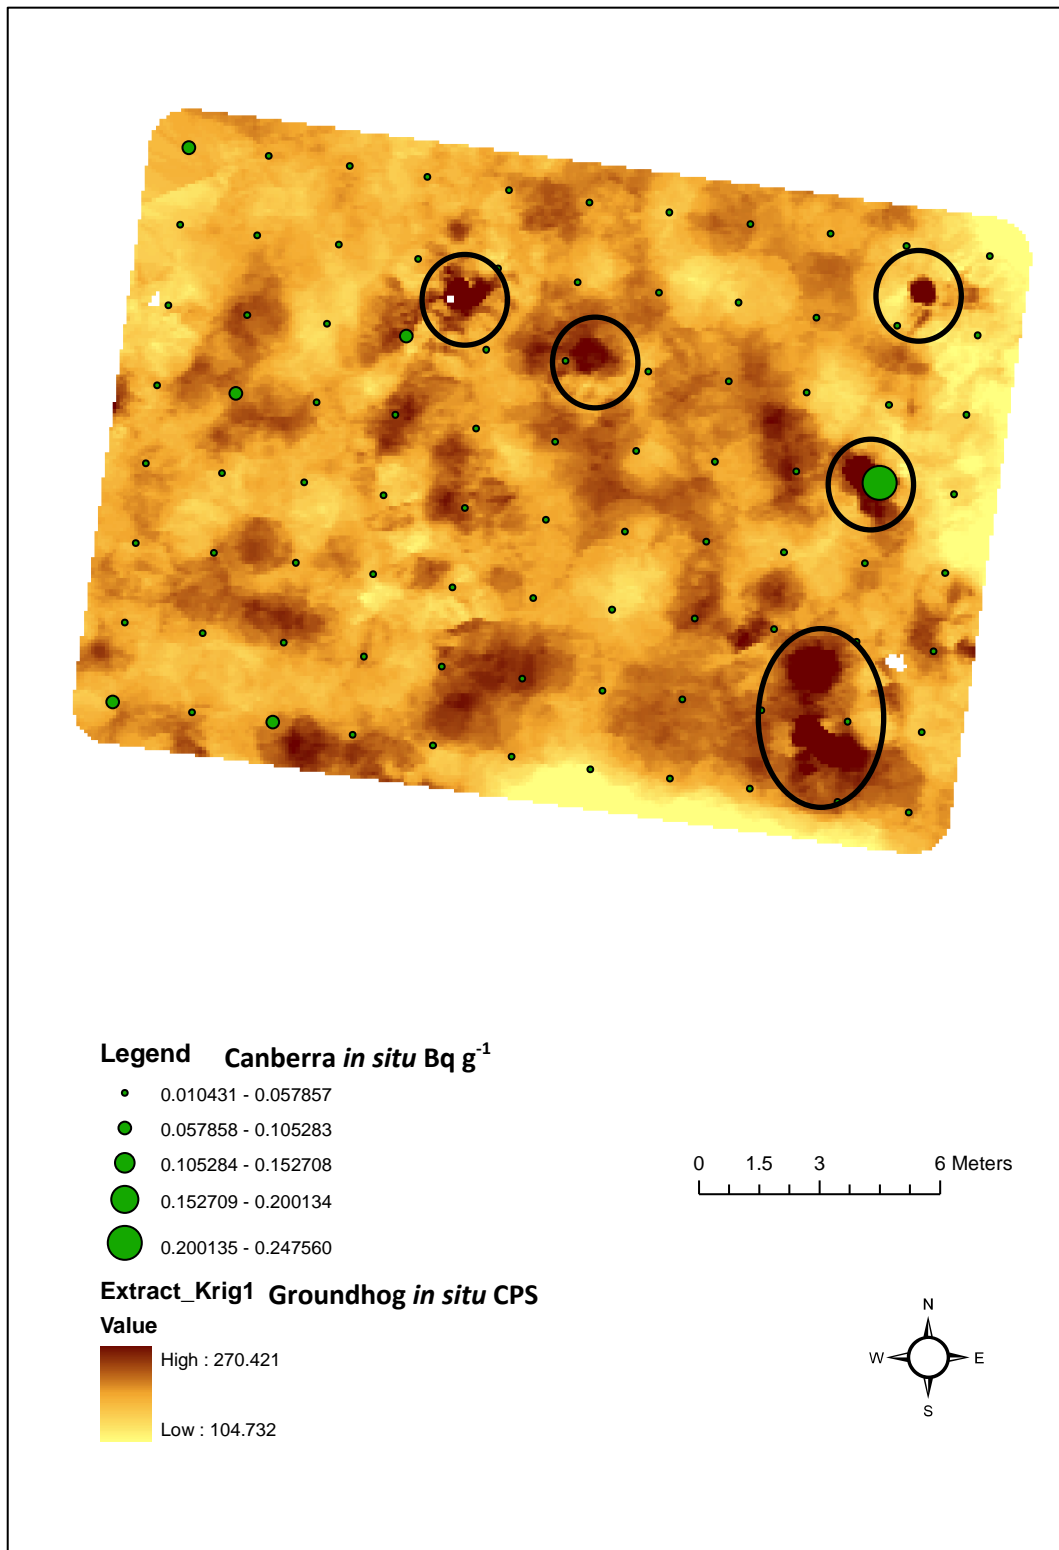 Legend Canberra in situ Bq g-1
0.010431 - 0.057857
0.057858 - 0.105283
0.105284 - 0.152708
0.152709 - 0.200134
0.200135 - 0.247560
Extract_Krig1 Groundhog in situ CPS
Value
High : 270.421
Low : 104.732
0 1.5 3 6 Meters
N
W E
S